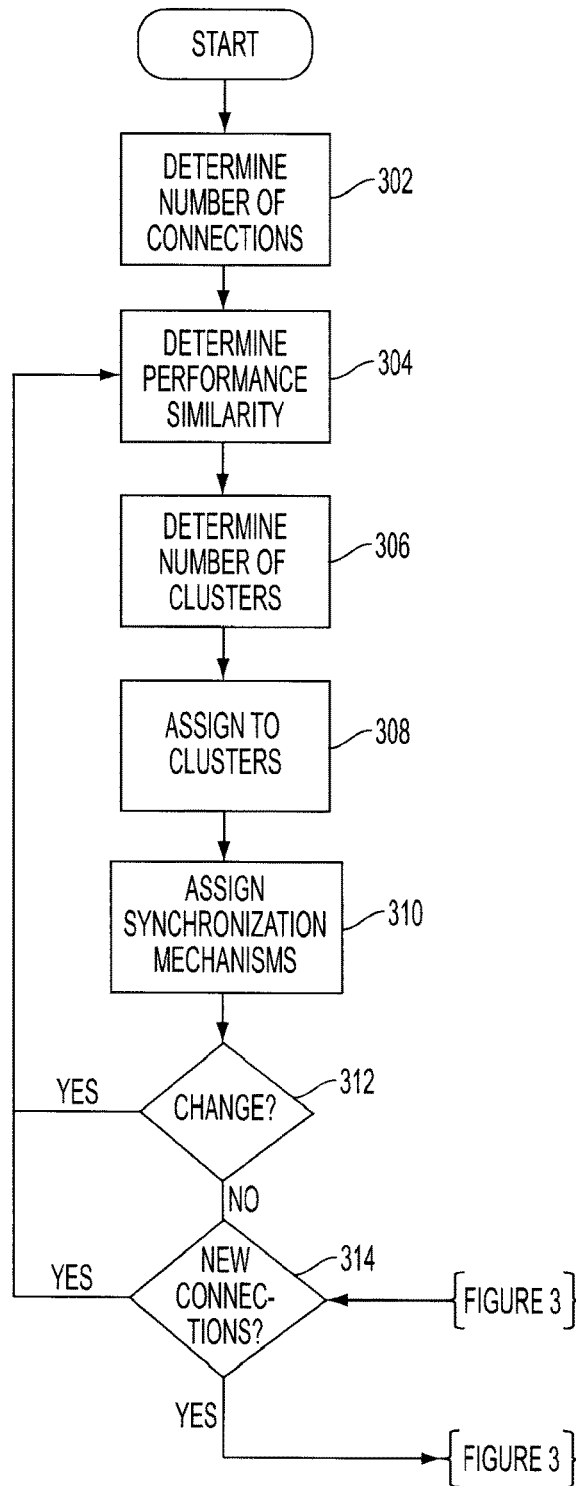 START
DETERMINE
NUMBER OF
CONNECTIONS
302
DETERMINE
PERFORMANCE
SIMILARITY
304
DETERMINE
NUMBER OF
CLUSTERS
306
ASSIGN TO
CLUSTERS
308
ASSIGN
SYNCHRONIZATION
MECHANISMS
310
CHANGE?
312
YES
NO
NEW
CONNEC-
TIONS?
314
YES
{FIGURE 3}
YES
{FIGURE 3}